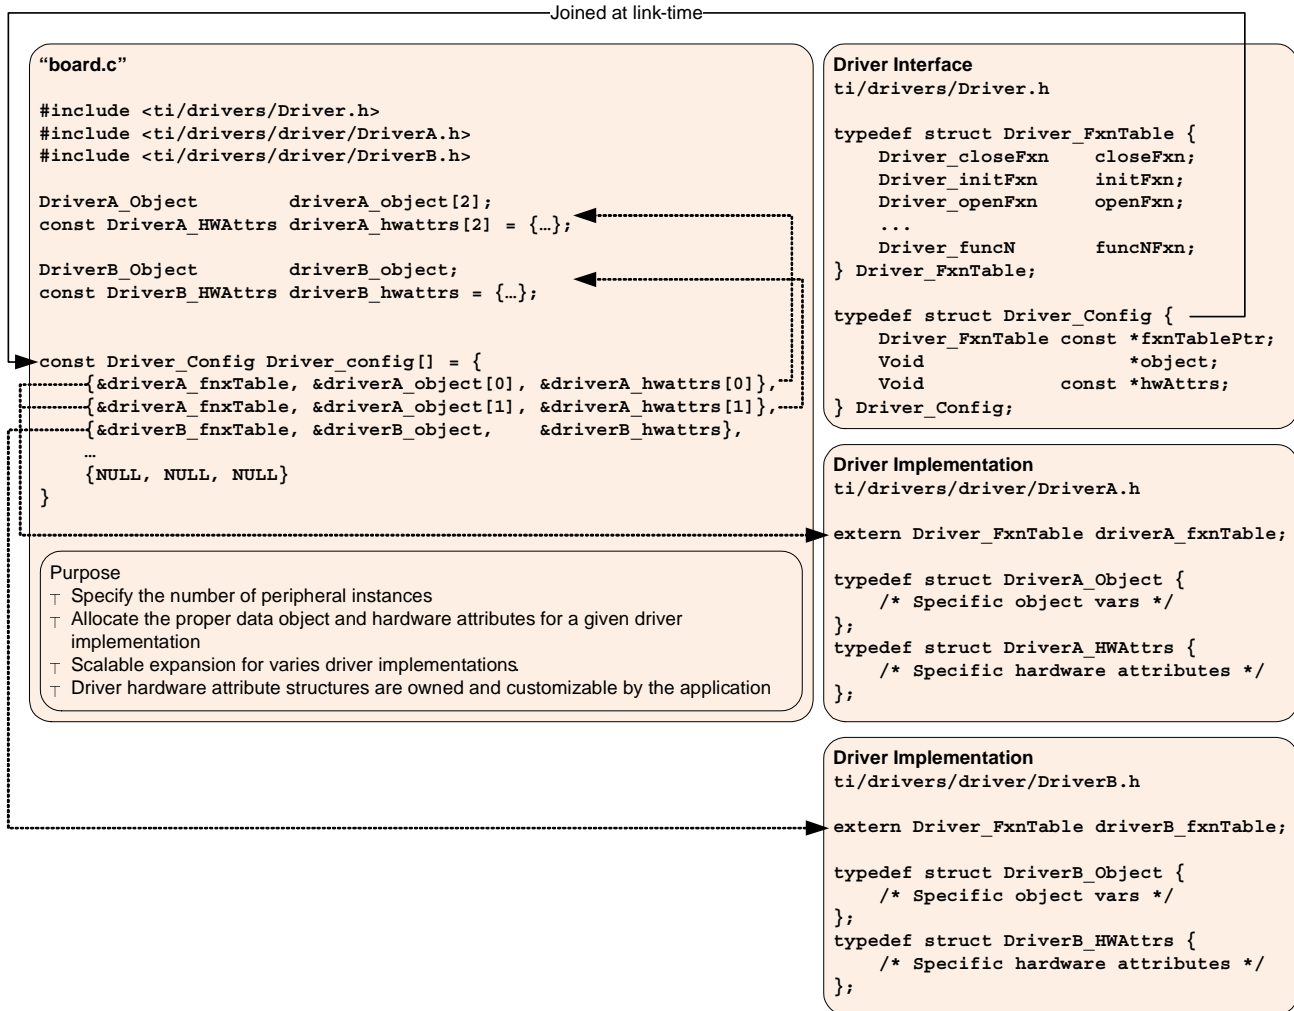 Joined at link-time
“board.c”
#include <ti/drivers/Driver.h>
#include <ti/drivers/driver/DriverA.h>
#include <ti/drivers/driver/DriverB.h>
DriverA_Object driverA_object[2];
const DriverA_HWAttrs driverA_hwattrs[2] = {…};
DriverB_Object driverB_object;
const DriverB_HWAttrs driverB_hwattrs = {…};
const Driver_Config Driver_config[] = {
{&driverA_fnxTable, &driverA_object[0], &driverA_hwattrs[0]},
{&driverA_fnxTable, &driverA_object[1], &driverA_hwattrs[1]},
{&driverB_fnxTable, &driverB_object, &driverB_hwattrs},
…
{NULL, NULL, NULL}
}
Purpose
┬ Specify the number of peripheral instances
┬ Allocate the proper data object and hardware attributes for a given driver
implementation
┬ Scalable expansion for varies driver implementations.
┬ Driver hardware attribute structures are owned and customizable by the application
Driver Interface
ti/drivers/Driver.h
typedef struct Driver_FxnTable {
Driver_closeFxn closeFxn;
Driver_initFxn initFxn;
Driver_openFxn openFxn;
...
Driver_funcN funcNFxn;
} Driver_FxnTable;
typedef struct Driver_Config {
Driver_FxnTable const *fxnTablePtr;
Void *object;
Void const *hwAttrs;
} Driver_Config;
Driver Implementation
ti/drivers/driver/DriverA.h
extern Driver_FxnTable driverA_fxnTable;
typedef struct DriverA_Object {
/* Specific object vars */
};
typedef struct DriverA_HWAttrs {
/* Specific hardware attributes */
};
Driver Implementation
ti/drivers/driver/DriverB.h
extern Driver_FxnTable driverB_fxnTable;
typedef struct DriverB_Object {
/* Specific object vars */
};
typedef struct DriverB_HWAttrs {
/* Specific hardware attributes */
};